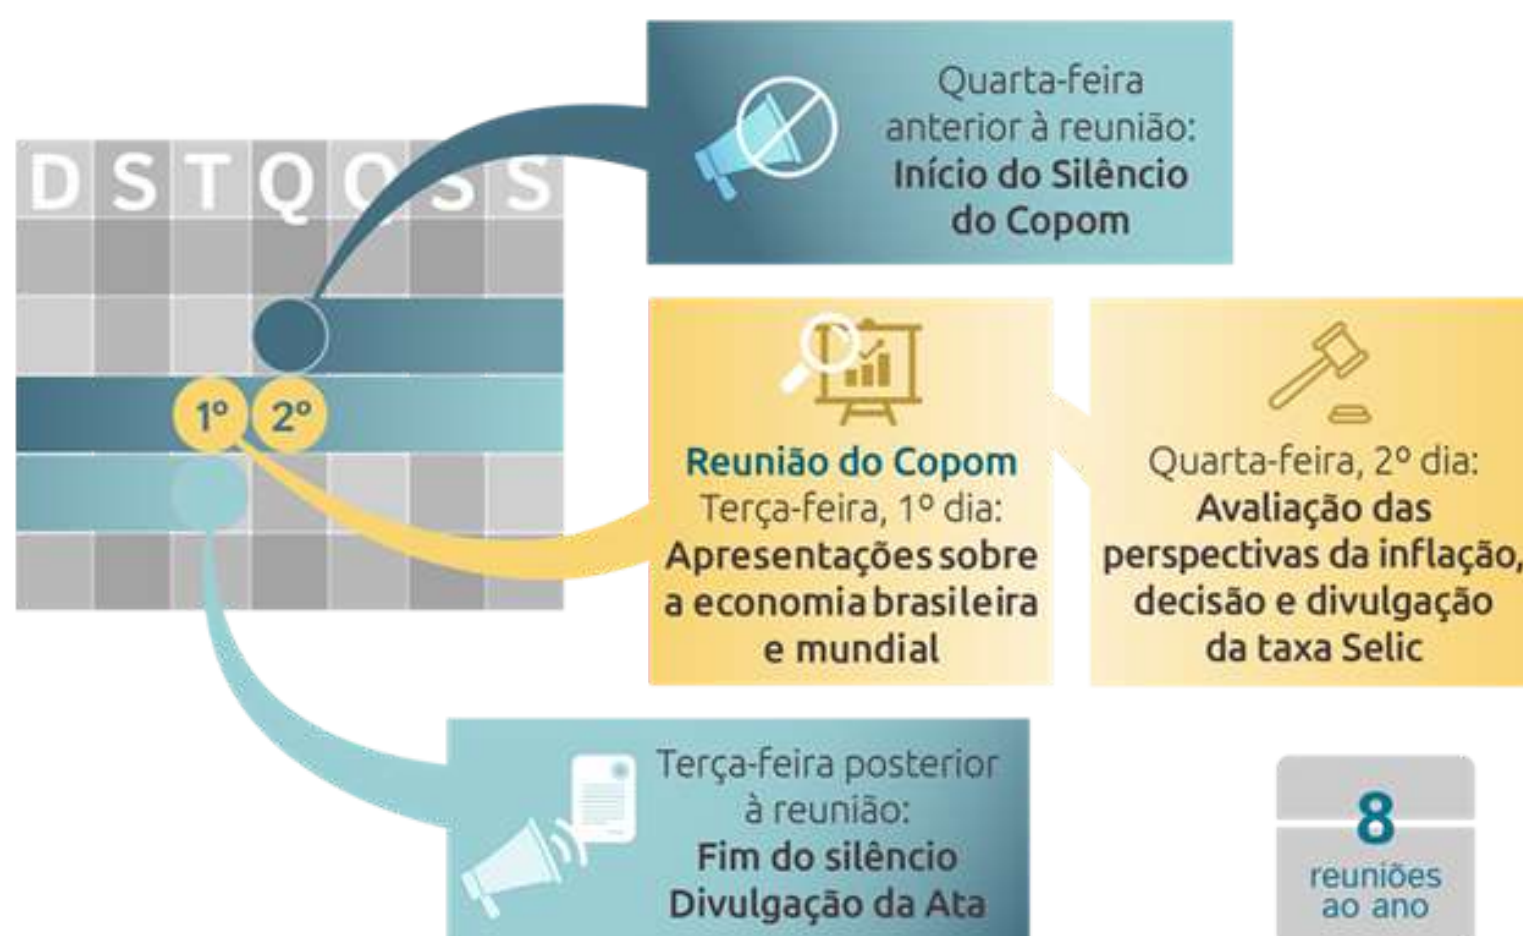 D S T Q Q S S
1º 2º
Quarta-feira
anterior à reunião:
Início do Silêncio
do Copom
Reunião do Copom
Terça-feira, 1º dia:
Apresentações sobre
a economia brasileira
e mundial
Quarta-feira, 2º dia:
Avaliação das
perspectivas da inflação,
decisão e divulgação
da taxa Selic
Terça-feira posterior
à reunião:
Fim do silêncio
Divulgação da Ata
8
reuniões
ao ano